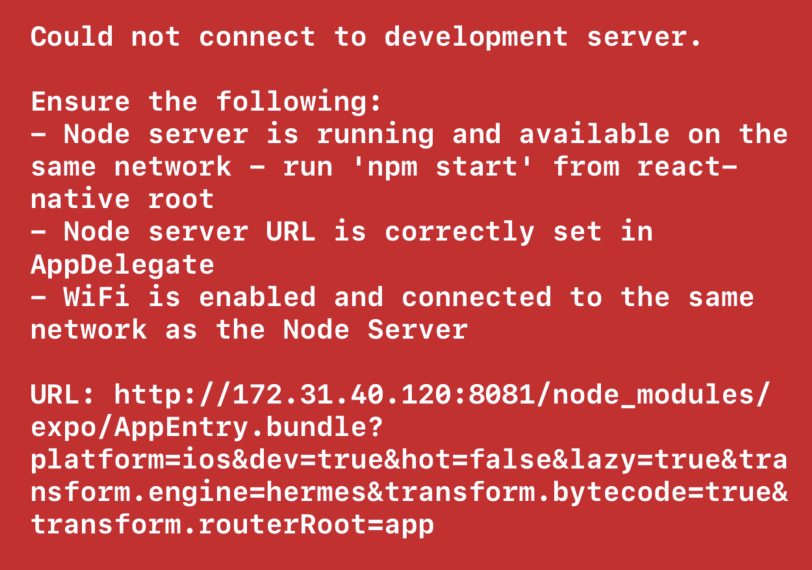 Could not connect to development server.
Ensure the following:
- Node server is running and available on the
same network - run 'npm start' from react-
native root
- Node server URL is correctly set in
AppDelegate
- WiFi is enabled and connected to the same
network as the Node Server
URL: http://172.31.40.120:8081/node_modules/
expo/AppEntry.bundle?
platform=ios&dev=true&hot=false&lazy=true&tra
nsform.engine=hermes&transform.bytecode=true&
transform.routerRoot=app